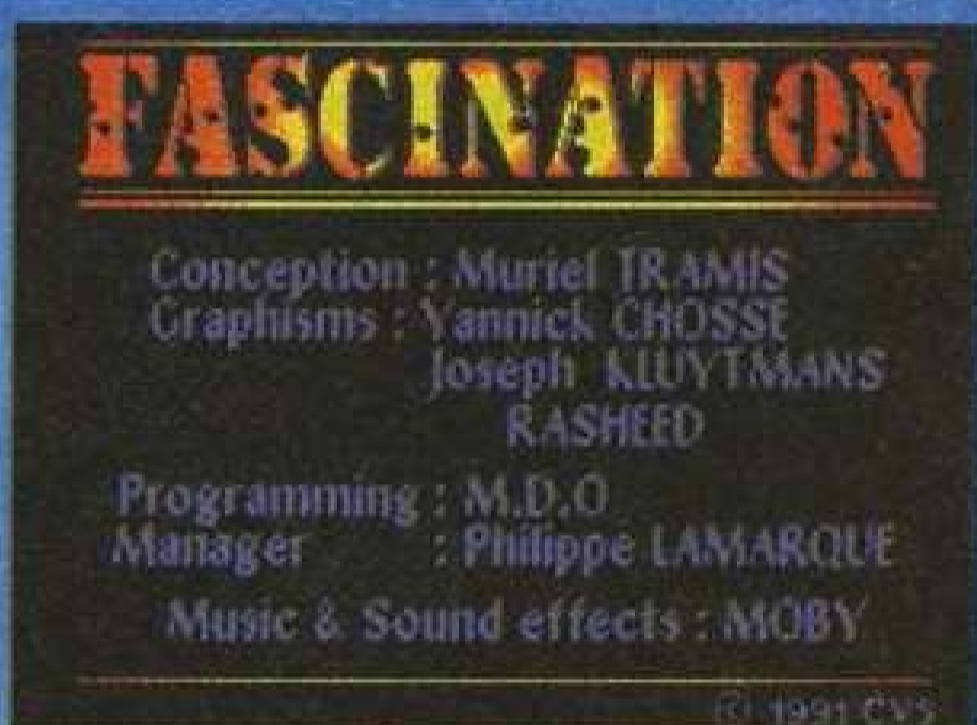 FASCINATION
Conception : Muriel TRAMIS
Graphisms : Yannick CHOSSE
Joseph KLUYTMANS
RASHEED
Programming : M.D.O
Manager : Philippe LAMARQUE
Music & Sound effects : MOBY
© 1991